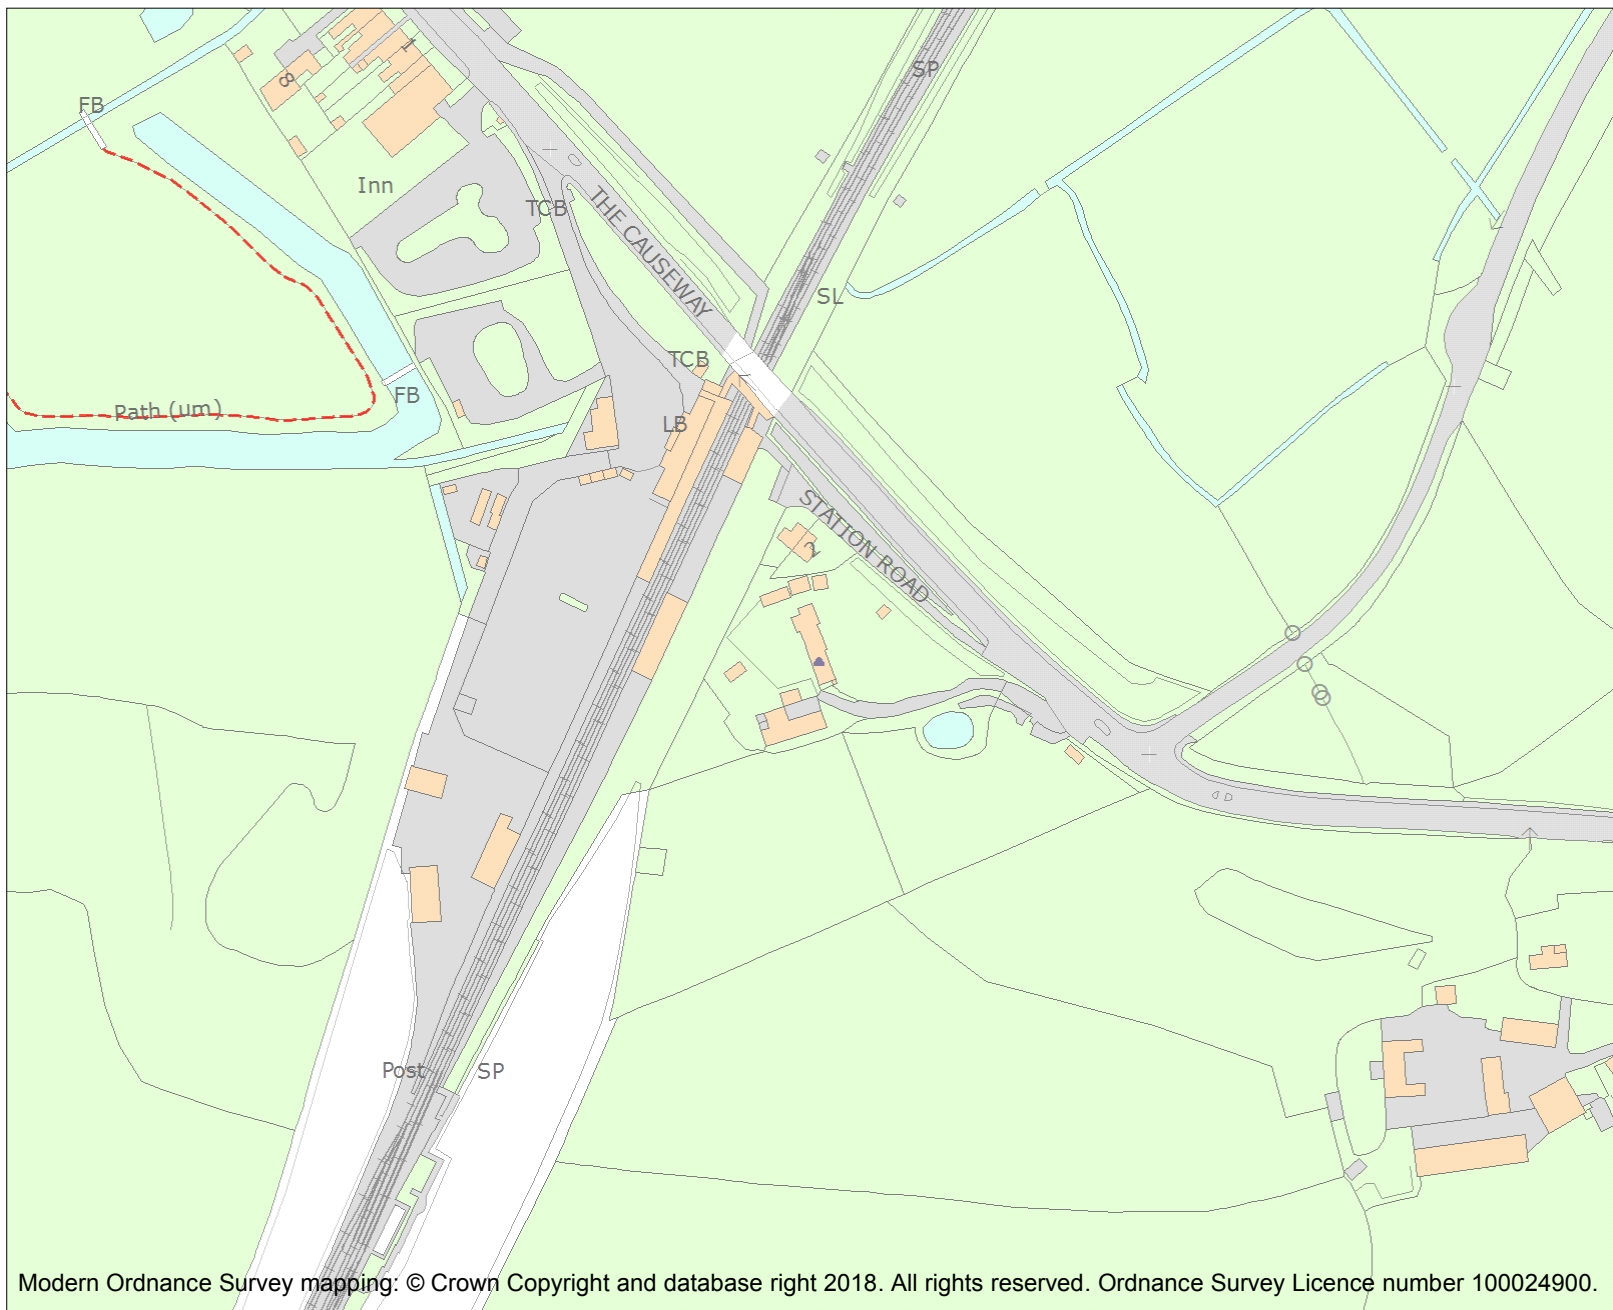 1
8
SP
FB
Inn
TCB
THE CAUSEWAY
SL
TCB
FB
Path (um)
LB
STATION ROAD
2
Post
SP
Modern Ordnance Survey mapping: © Crown Copyright and database right 2018. All rights reserved. Ordnance Survey Licence number 100024900.